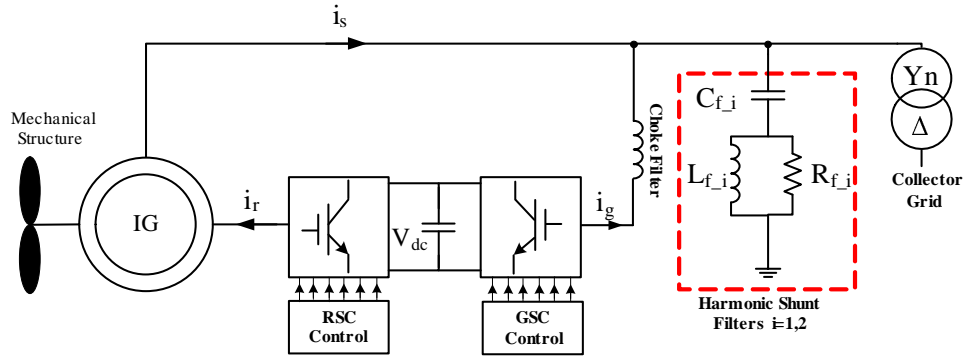 i_s
Mechanical
Structure
IG
i_r
V_dc
i_g
RSC
Control
GSC
Control
Choke Filter
C_f_i
L_f_i
R_f_i
Harmonic Shunt
Filters i=1,2
Yn
Δ
Collector
Grid